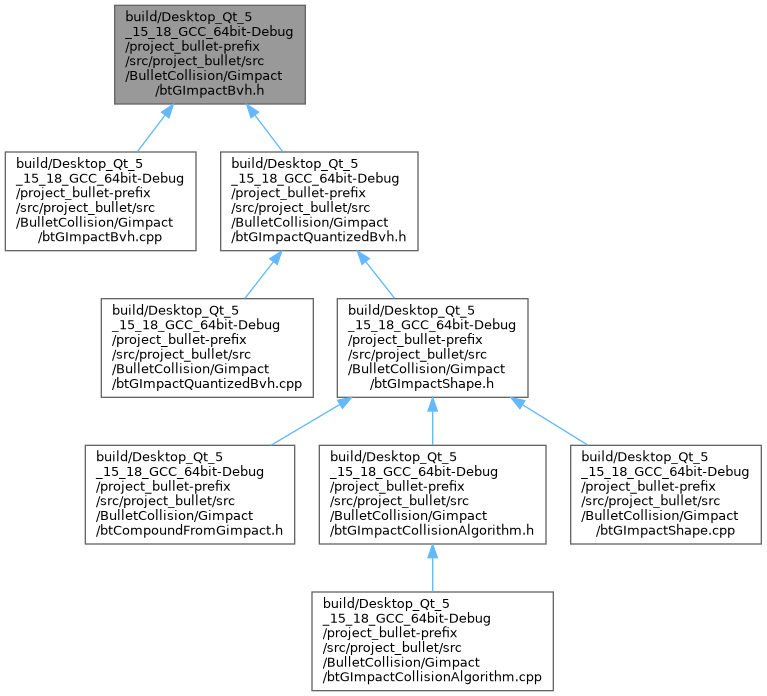 build/Desktop_Qt_5
_15_18_GCC_64bit-Debug
/project_bullet-prefix
/src/project_bullet/src
/BulletCollision/Gimpact
/btGImpactBvh.h
build/Desktop_Qt_5
_15_18_GCC_64bit-Debug
/project_bullet-prefix
/src/project_bullet/src
/BulletCollision/Gimpact
/btGImpactBvh.cpp
build/Desktop_Qt_5
_15_18_GCC_64bit-Debug
/project_bullet-prefix
/src/project_bullet/src
/BulletCollision/Gimpact
/btGImpactQuantizedBvh.h
build/Desktop_Qt_5
_15_18_GCC_64bit-Debug
/project_bullet-prefix
/src/project_bullet/src
/BulletCollision/Gimpact
/btGImpactQuantizedBvh.cpp
build/Desktop_Qt_5
_15_18_GCC_64bit-Debug
/project_bullet-prefix
/src/project_bullet/src
/BulletCollision/Gimpact
/btGImpactShape.h
build/Desktop_Qt_5
_15_18_GCC_64bit-Debug
/project_bullet-prefix
/src/project_bullet/src
/BulletCollision/Gimpact
/btCompoundFromGimpact.h
build/Desktop_Qt_5
_15_18_GCC_64bit-Debug
/project_bullet-prefix
/src/project_bullet/src
/BulletCollision/Gimpact
/btGImpactCollisionAlgorithm.h
build/Desktop_Qt_5
_15_18_GCC_64bit-Debug
/project_bullet-prefix
/src/project_bullet/src
/BulletCollision/Gimpact
/btGImpactShape.cpp
build/Desktop_Qt_5
_15_18_GCC_64bit-Debug
/project_bullet-prefix
/src/project_bullet/src
/BulletCollision/Gimpact
/btGImpactCollisionAlgorithm.cpp